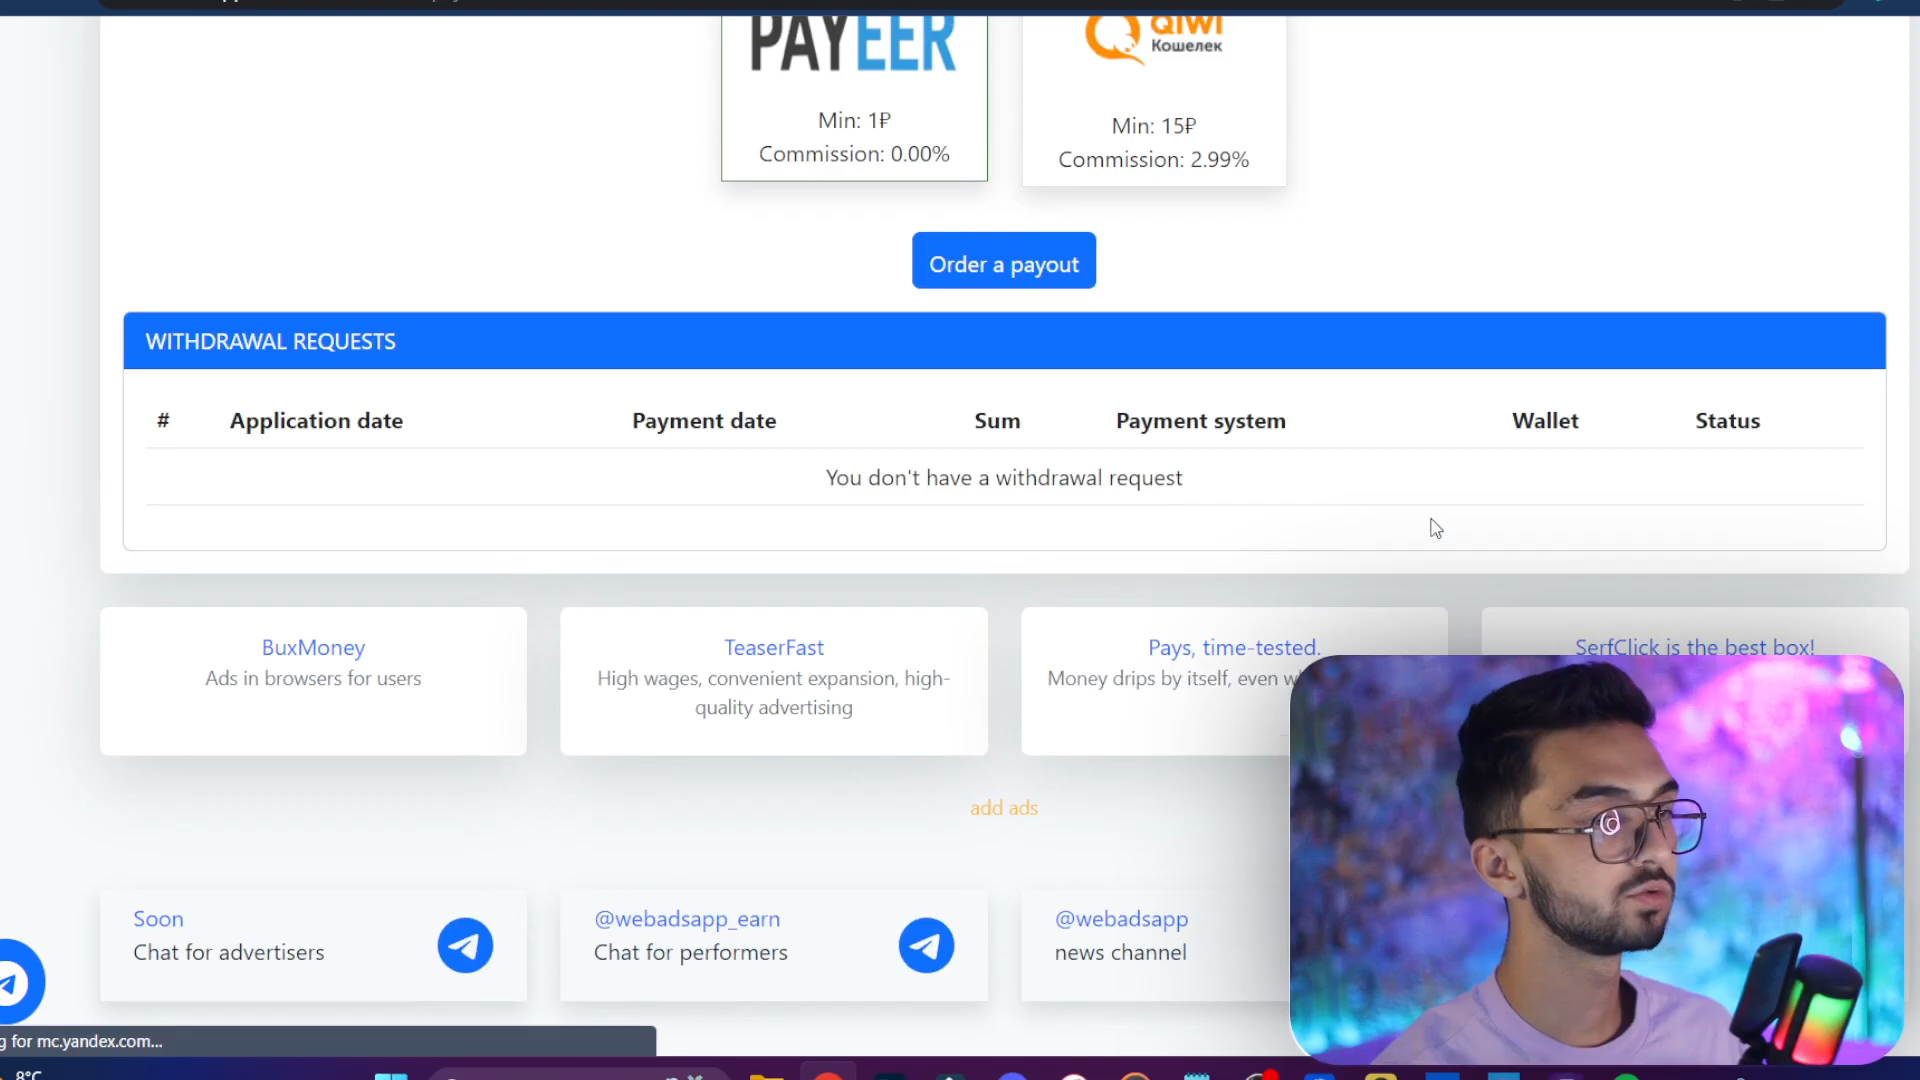 PAYEER
Min: 1₽
Commission: 0.00%
QIWI
Кошелек
Min: 15₽
Commission: 2.99%
Order a payout
WITHDRAWAL REQUESTS
# Application date Payment date Sum Payment system Wallet Status
You don't have a withdrawal request
BuxMoney
Ads in browsers for users
TeaserFast
High wages, convenient expansion, high-
quality advertising
Pays, time-tested.
Money drips by itself, even
SerfClick is the best box!
add ads
Soon
Chat for advertisers
@webadsapp_earn
Chat for performers
@webadsapp
news channel
g for mc.yandex.com...
8°C